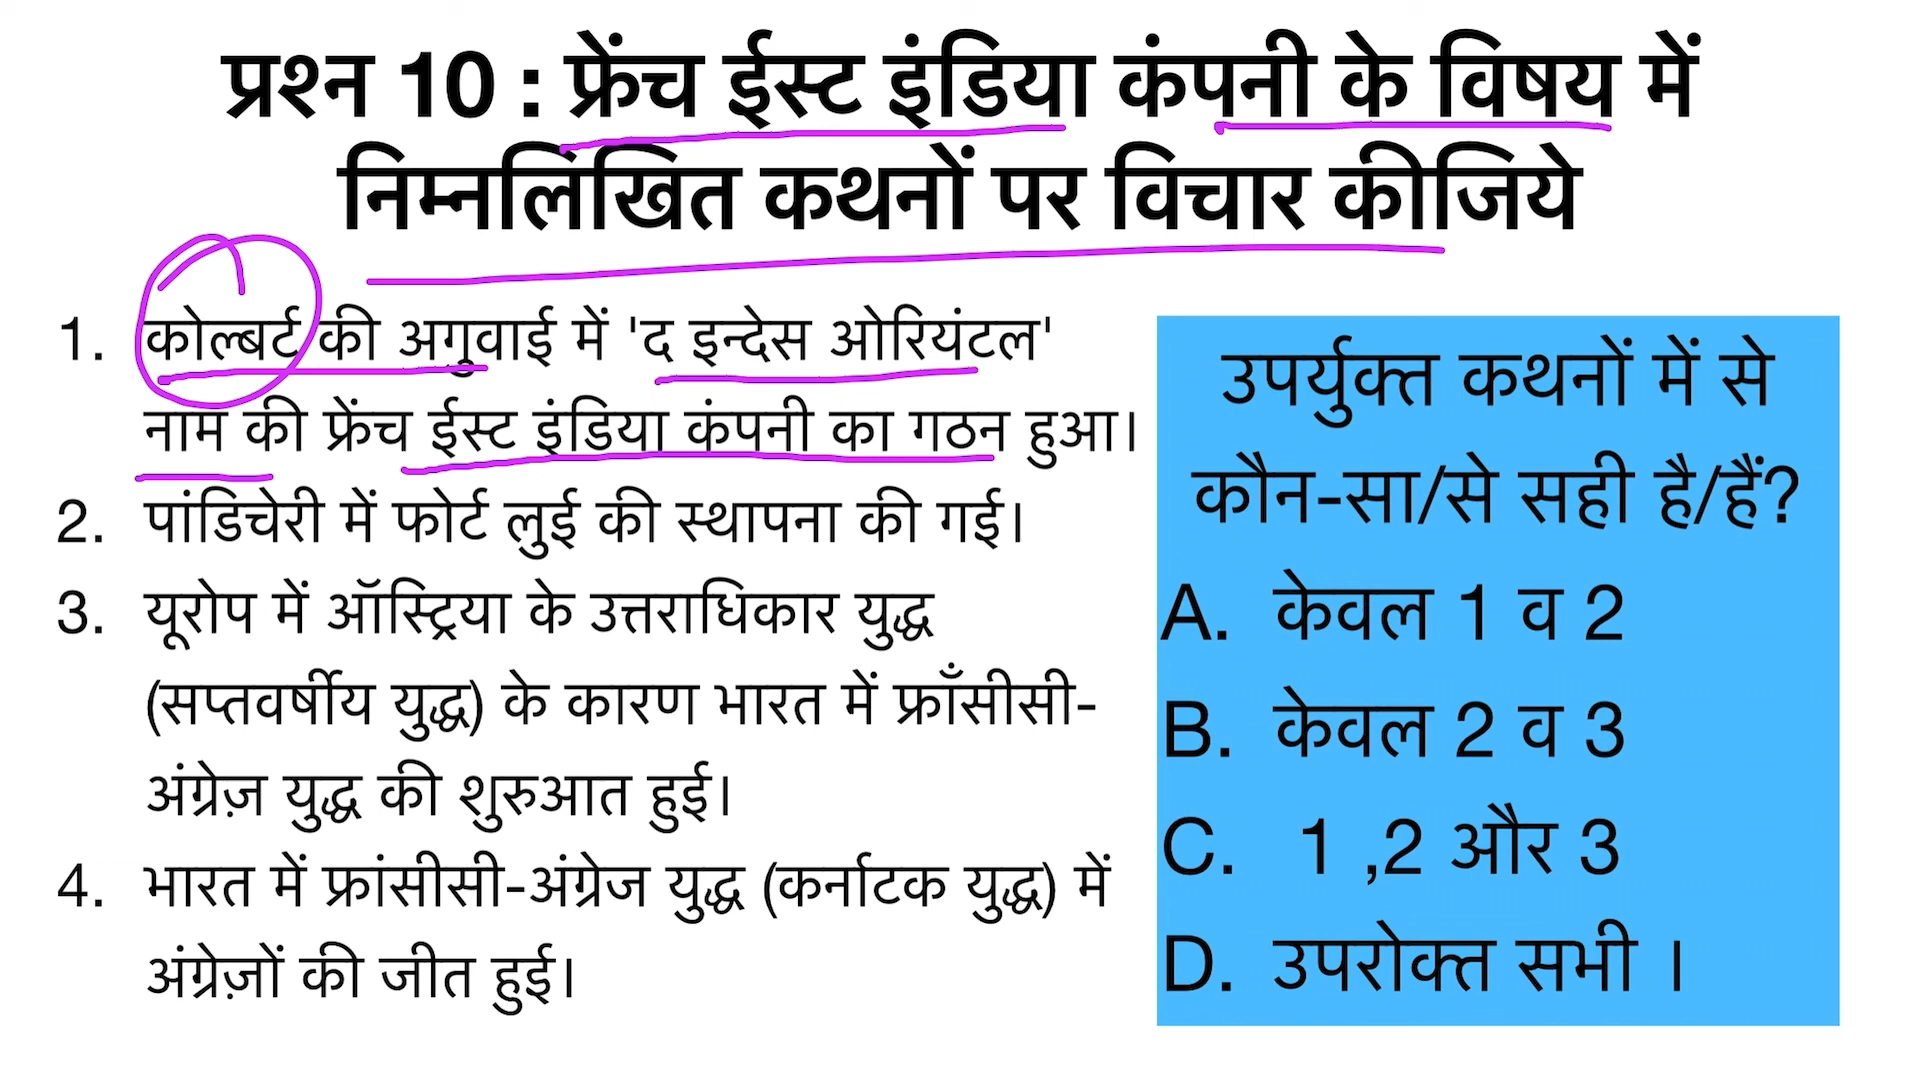 प्रश्न 10 : फ्रेंच ईस्ट इंडिया कंपनी के विषय में
निम्नलिखित कथनों पर विचार कीजिये
1. कोल्बर्ट की अगुवाई में 'द इन्देस ओरियंटल'
नाम की फ्रेंच ईस्ट इंडिया कंपनी का गठन हुआ।
2. पांडिचेरी में फोर्ट लुई की स्थापना की गई।
3. यूरोप में ऑस्ट्रिया के उत्तराधिकार युद्ध
(सप्तवर्षीय युद्ध) के कारण भारत में फ्राँसीसी-
अंग्रेज़ युद्ध की शुरुआत हुई।
4. भारत में फ्रांसीसी-अंग्रेज युद्ध (कर्नाटक युद्ध) में
अंग्रेज़ों की जीत हुई।
उपर्युक्त कथनों में से
कौन-सा/से सही है/हैं?
A. केवल 1 व 2
B. केवल 2 व 3
C. 1 ,2 और 3
D. उपरोक्त सभी ।